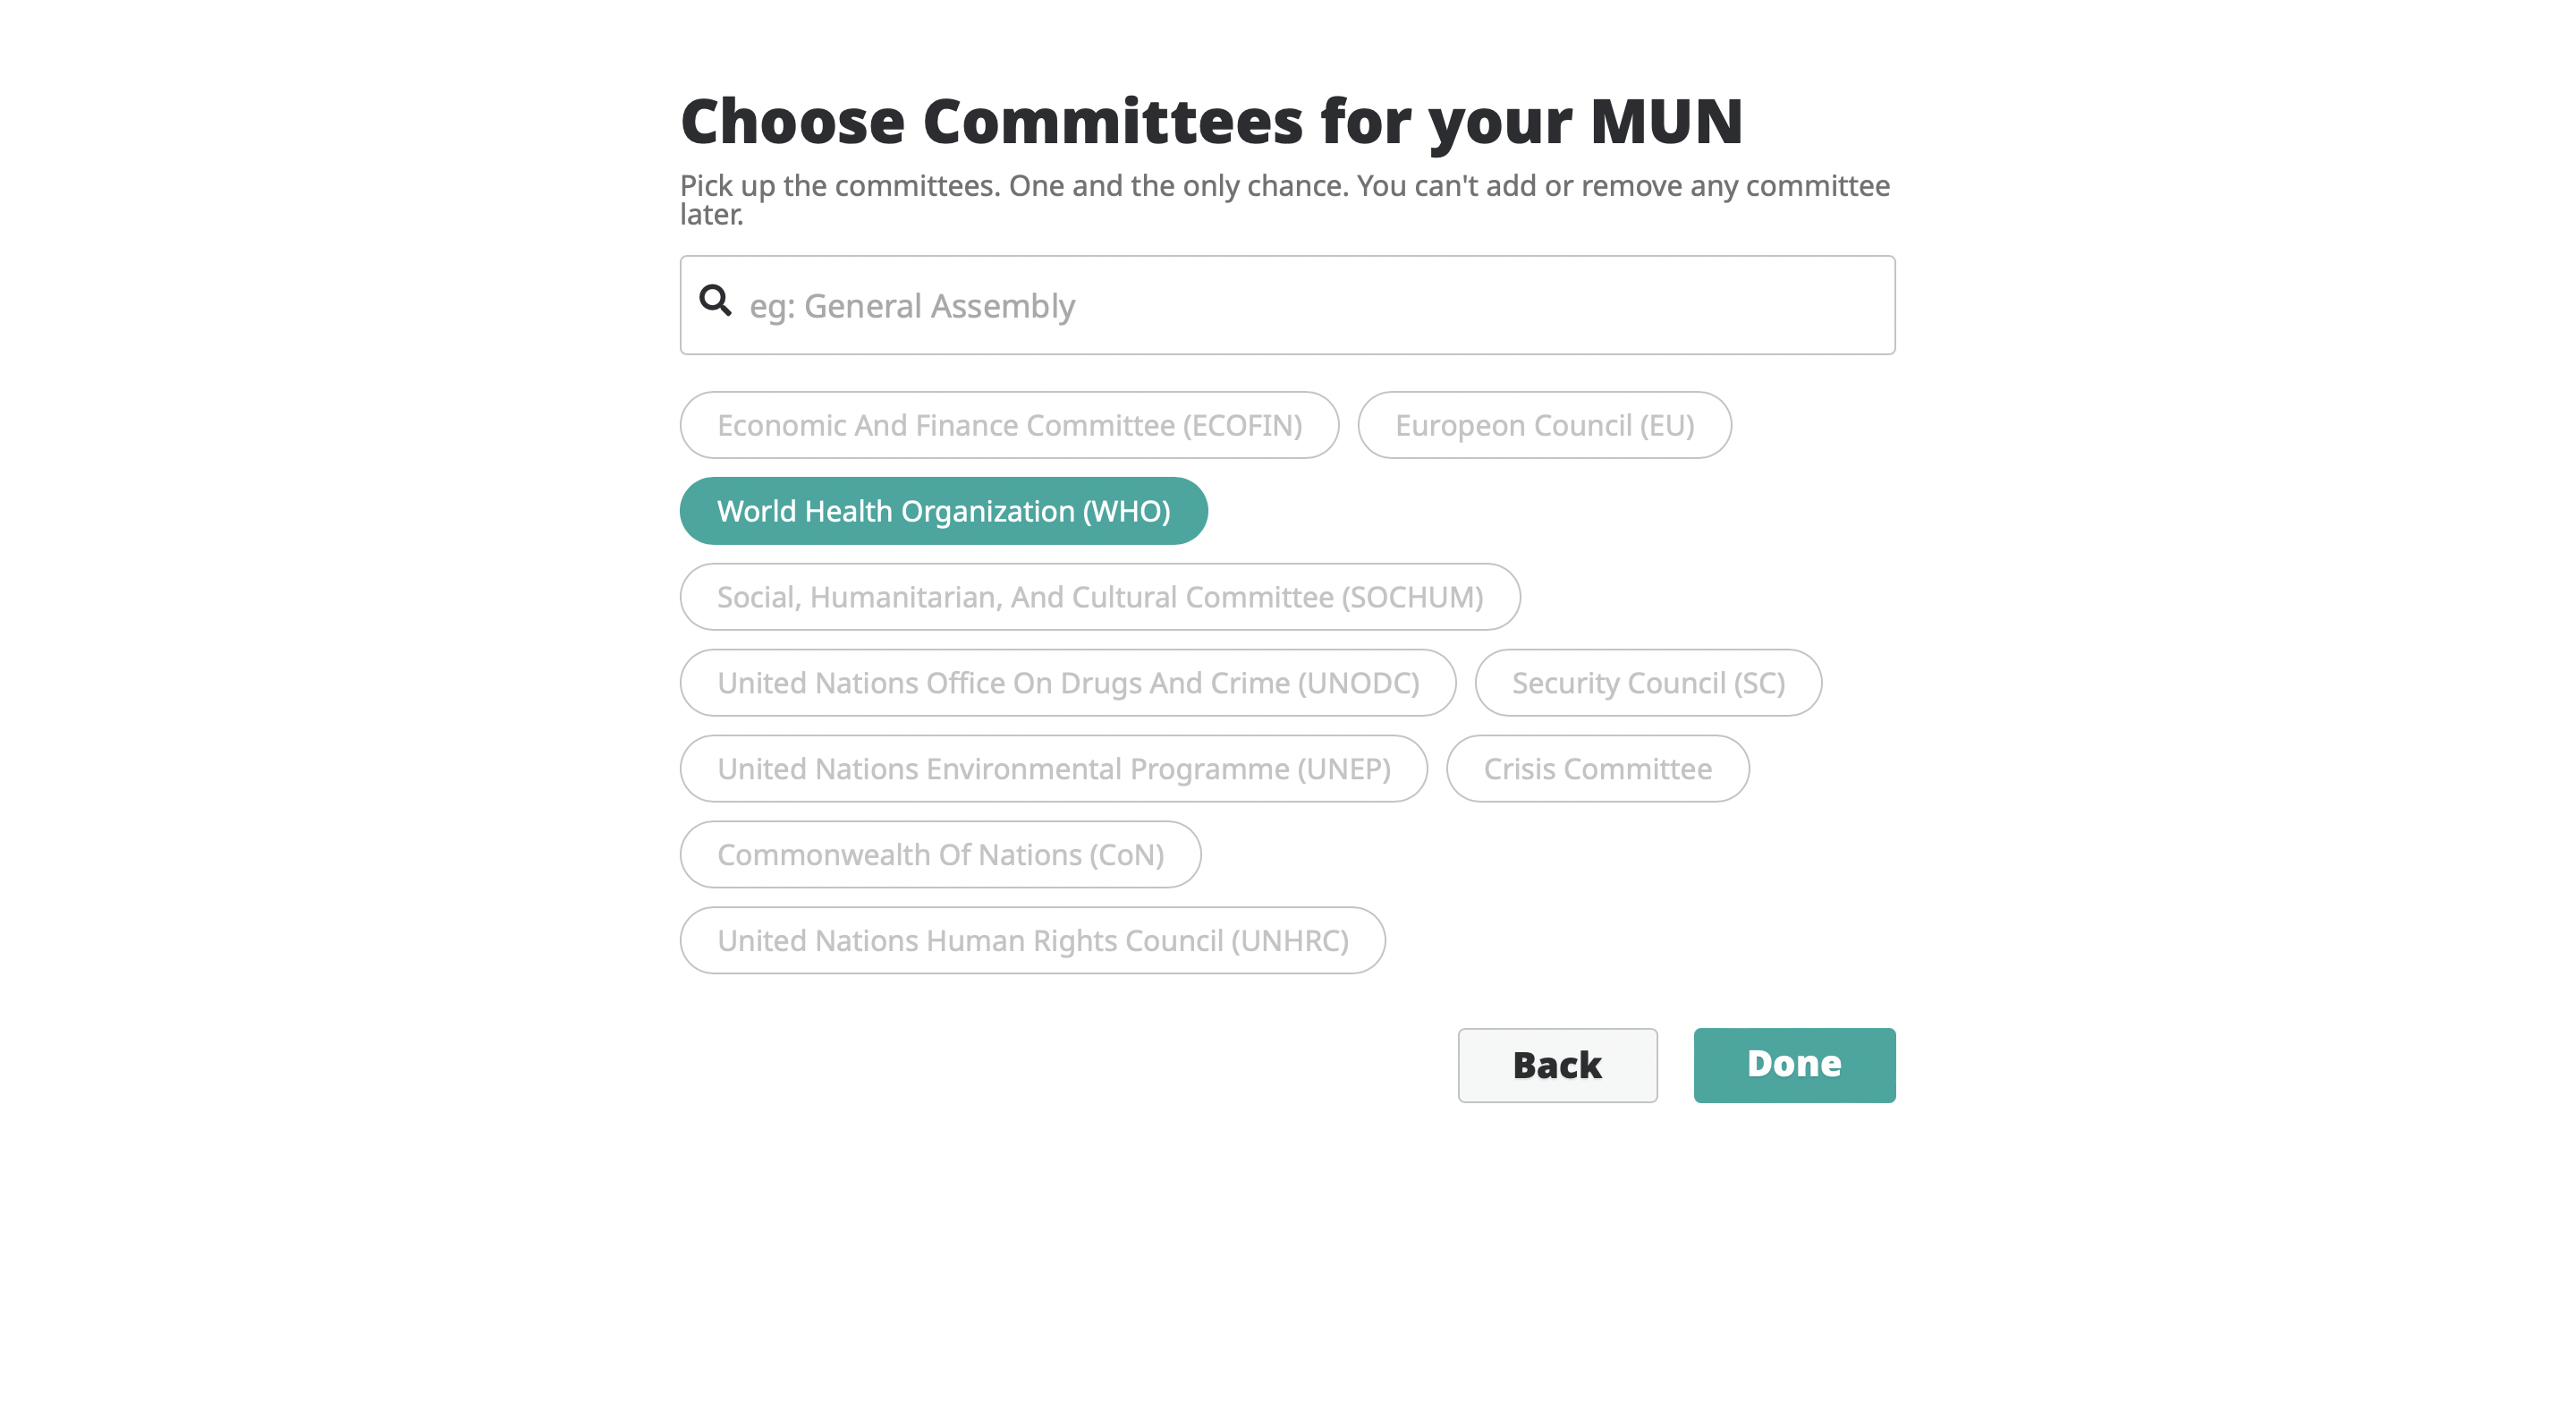 Choose Committees for your MUN
Pick up the committees. One and the only chance. You can't add or remove any committee
later.
eg: General Assembly
Economic And Finance Committee (ECOFIN) Europeon Council (EU)
World Health Organization (WHO)
Social, Humanitarian, And Cultural Committee (SOCHUM)
United Nations Office On Drugs And Crime (UNODC) Security Council (SC)
United Nations Environmental Programme (UNEP) Crisis Committee
Commonwealth Of Nations (CoN)
United Nations Human Rights Council (UNHRC)
Back Done